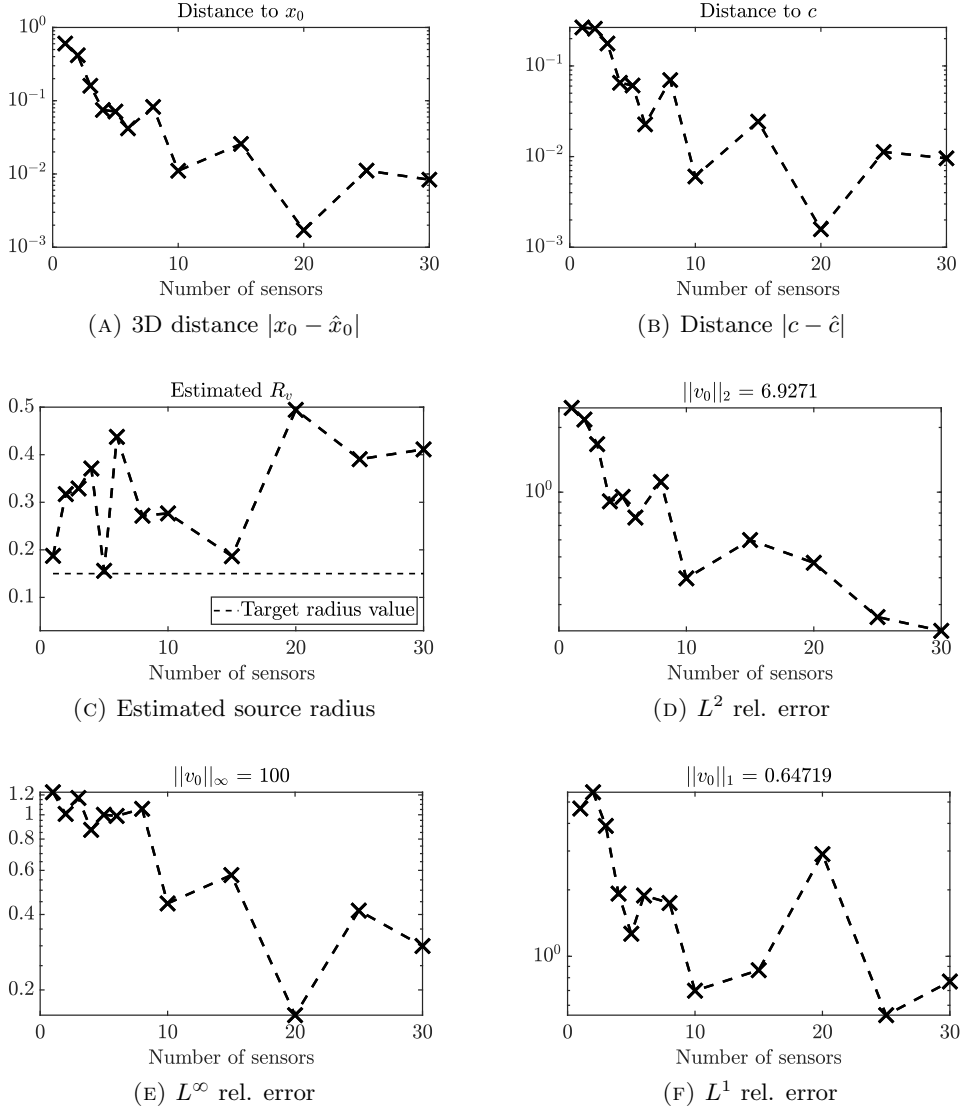 Distance to $x_0$
10^0
10^{-1}
10^{-2}
10^{-3}
0 10 20 30
Number of sensors
(A) 3D distance $|x_0 - \hat{x}_0|$
Distance to $c$
10^{-1}
10^{-2}
10^{-3}
0 10 20 30
Number of sensors
(B) Distance $|c - \hat{c}|$
Estimated $R_v$
0.5
0.4
0.3
0.2
0.1
Target radius value
0 10 20 30
Number of sensors
(C) Estimated source radius
$||v_0||_2$ = 6.9271
10^0
0 10 20 30
Number of sensors
(D) $L^2$ rel. error
$||v_0||_\infty$ = 100
1.2
1
0.8
0.6
0.4
0.2
0 10 20 30
Number of sensors
(E) $L^\infty$ rel. error
$||v_0||_1$ = 0.64719
10^0
0 10 20 30
Number of sensors
(F) $L^1$ rel. error